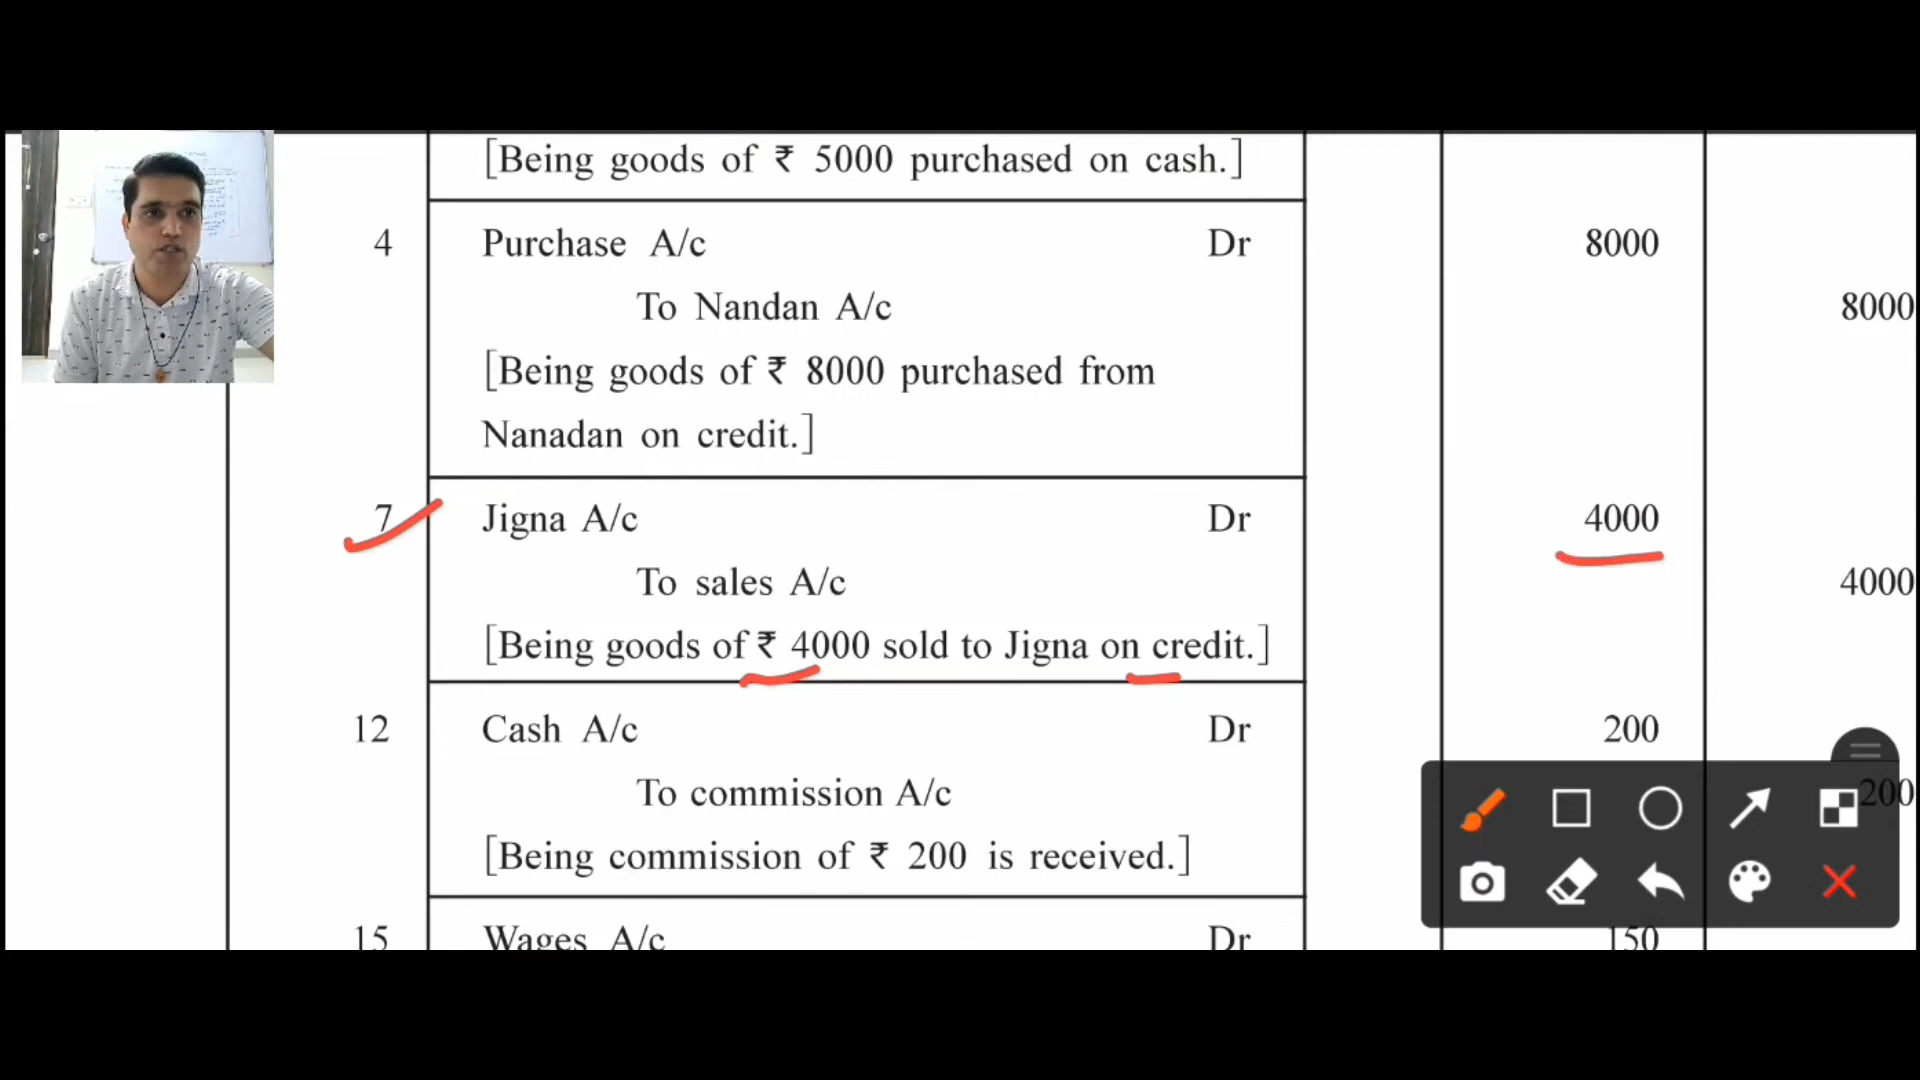 [Being goods of ₹ 5000 purchased on cash.]
4 Purchase A/c Dr 8000
To Nandan A/c 8000
[Being goods of ₹ 8000 purchased from
Nanadan on credit.]
7 Jigna A/c Dr 4000
To sales A/c 4000
[Being goods of ₹ 4000 sold to Jigna on credit.]
12 Cash A/c Dr 200
To commission A/c 200
[Being commission of ₹ 200 is received.]
15 Wages A/c Dr 150